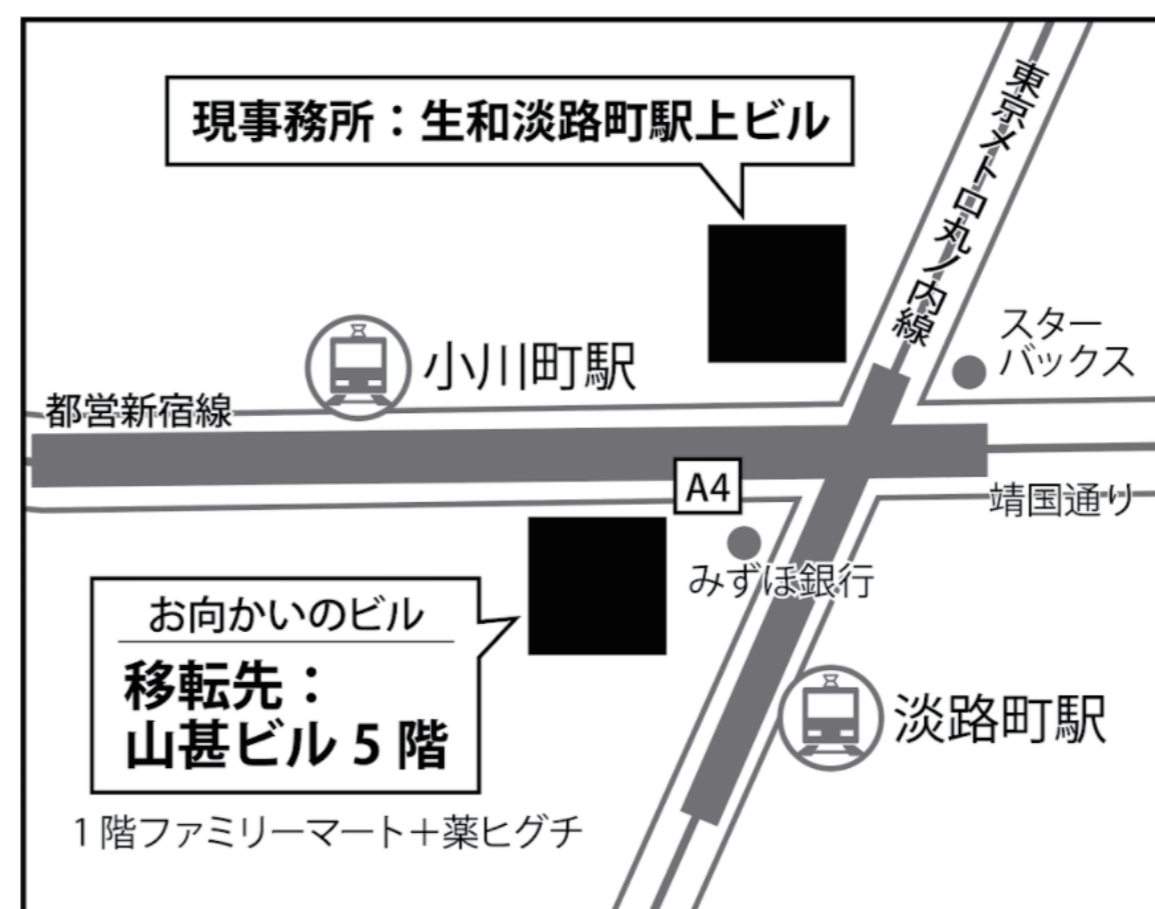 現事務所：生和淡路町駅上ビル
東京メトロ丸ノ内線
スター
バックス
小川町駅
都営新宿線
A4
靖国通り
みずほ銀行
お向かいのビル
移転先：
山甚ビル 5 階
淡路町駅
1 階ファミリーマート＋薬ヒグチ